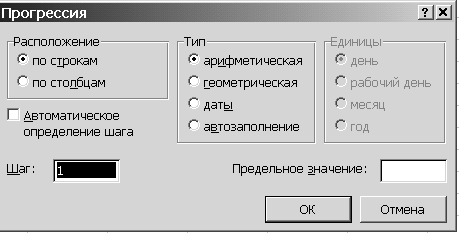 Прогрессия
Расположение
по строкам
по столбцам
Автоматическое
определение шага
Тип
арифметическая
геометрическая
даты
автозаполнение
Единицы
день
рабочий день
месяц
год
Шаг: 1
Предельное значение:
ОК
Отмена